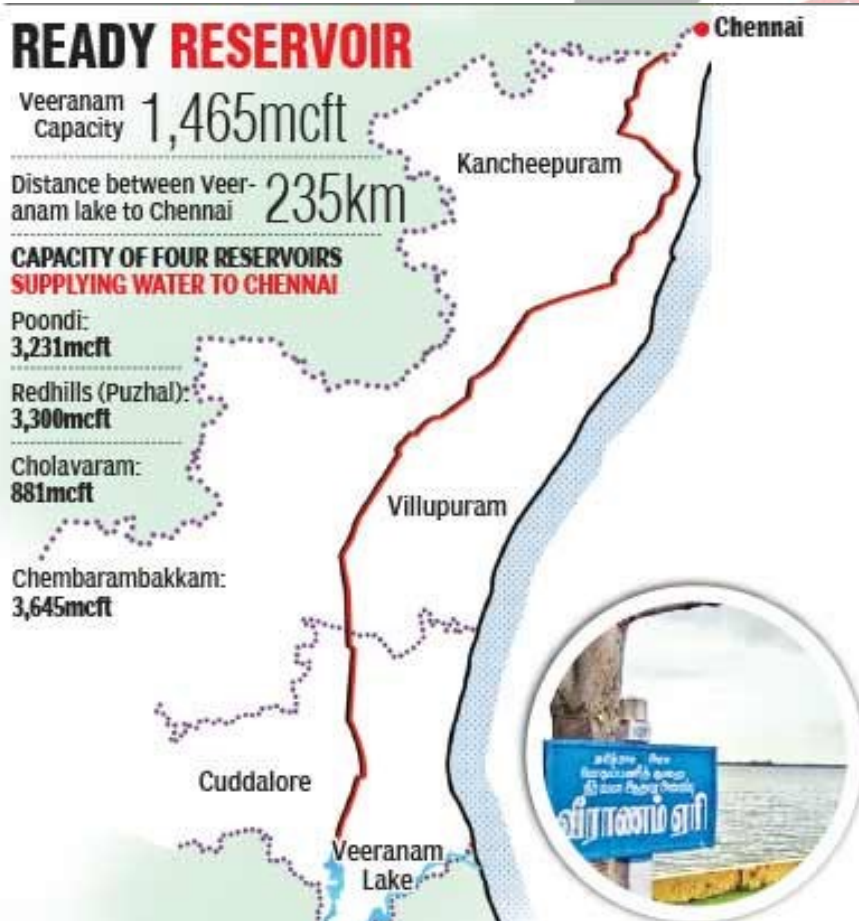 READY RESERVOIR
Veeranam
Capacity 1,465mcft
Distance between Veer-
anam lake to Chennai 235km
CAPACITY OF FOUR RESERVOIRS
SUPPLYING WATER TO CHENNAI
Poondi:
3,231mcft
Redhills (Puzhal):
3,300mcft
Cholavaram:
881mcft
Chembarambakkam:
3,645mcft
Chennai
Kancheepuram
Villupuram
Cuddalore
Veeranam
Lake
வீராணம் ஏரி